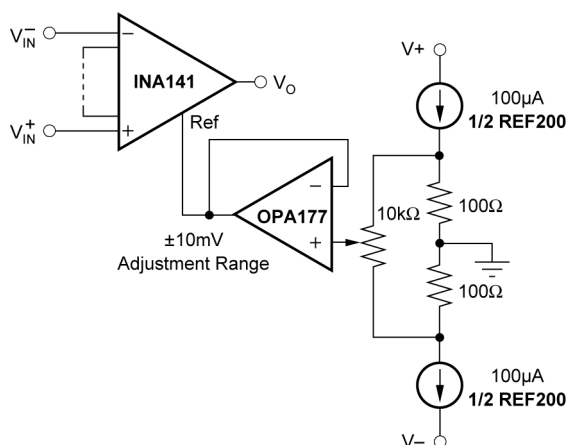 V⁻IN
−
INA141
+
V⁺IN
VO
Ref
−
OPA177
+
±10mV
Adjustment Range
10kΩ
V+
100µA
1/2 REF200
100Ω
100Ω
100µA
1/2 REF200
V–